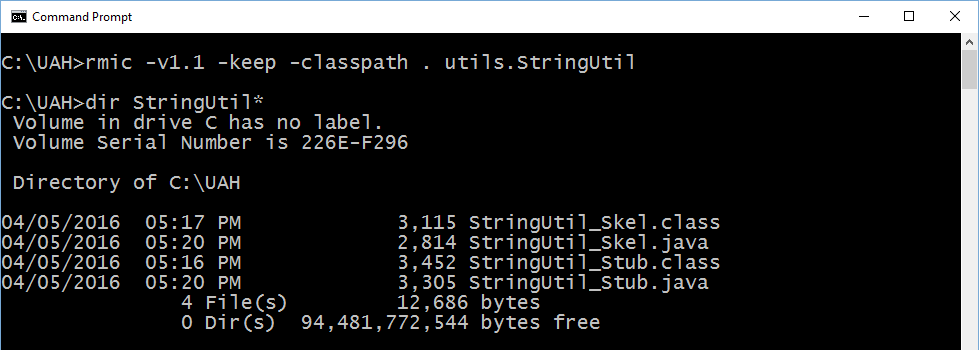 Command Prompt
C:\UAH>rmic -v1.1 -keep -classpath . utils.StringUtil
C:\UAH>dir StringUtil*
 Volume in drive C has no label.
 Volume Serial Number is 226E-F296
 Directory of C:\UAH
04/05/2016  05:17 PM             3,115 StringUtil_Skel.class
04/05/2016  05:20 PM             2,814 StringUtil_Skel.java
04/05/2016  05:16 PM             3,452 StringUtil_Stub.class
04/05/2016  05:20 PM             3,305 StringUtil_Stub.java
               4 File(s)         12,686 bytes
               0 Dir(s)  94,481,772,544 bytes free